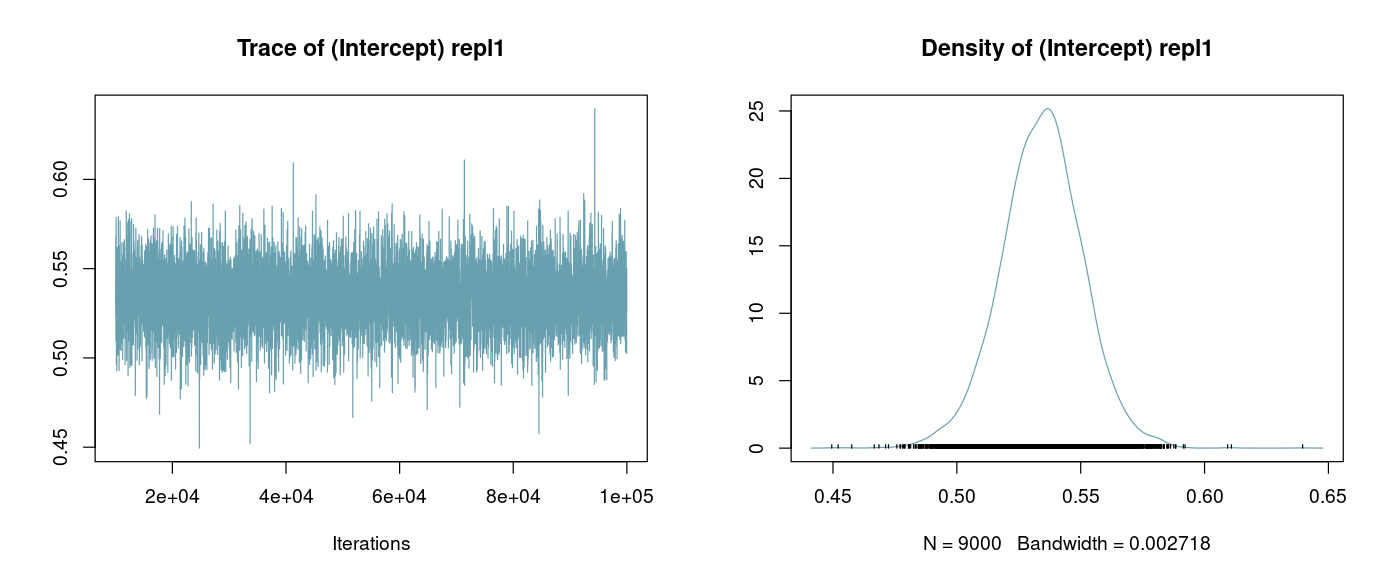 Trace of (Intercept) repl1
0.60
0.55
0.50
0.45
2e+04 4e+04 6e+04 8e+04 1e+05
Iterations
Density of (Intercept) repl1
25
20
15
10
5
0
0.45 0.50 0.55 0.60 0.65
N = 9000 Bandwidth = 0.002718